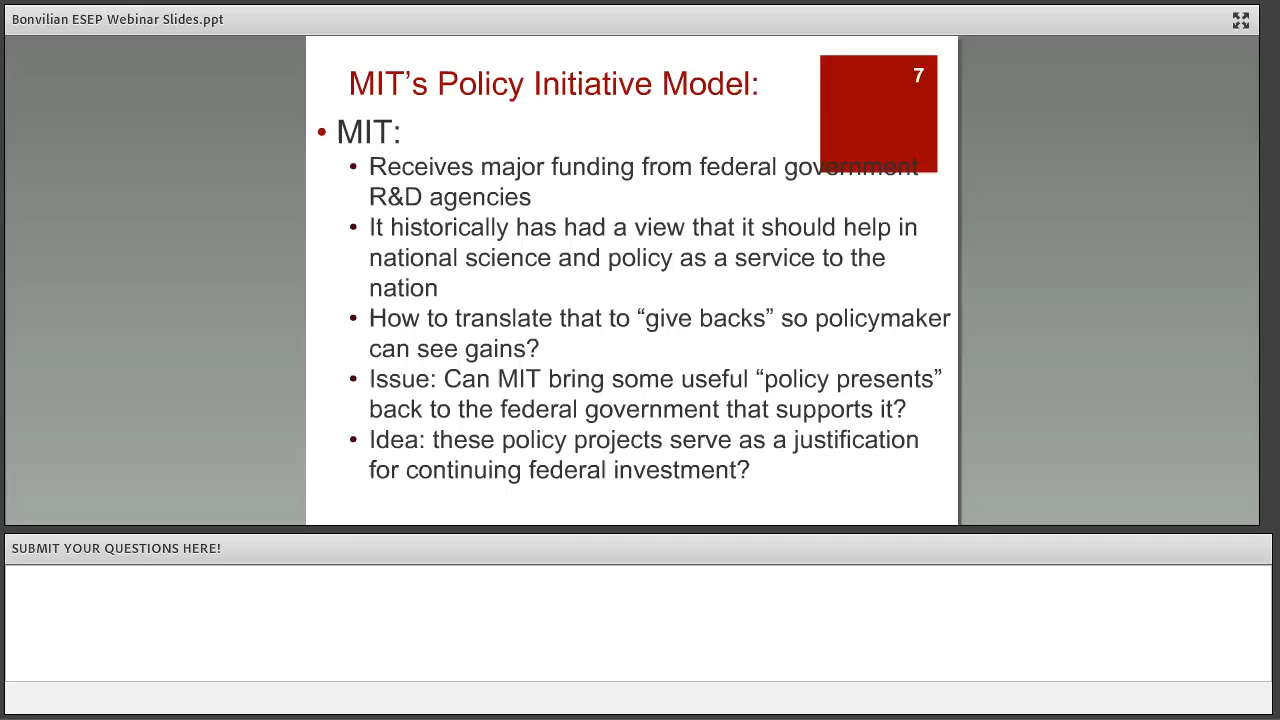 Bonvilian ESEP Webinar Slides.ppt
7
MIT’s Policy Initiative Model:
• MIT:
• Receives major funding from federal government
R&D agencies
• It historically has had a view that it should help in
national science and policy as a service to the
nation
• How to translate that to “give backs” so policymaker
can see gains?
• Issue: Can MIT bring some useful “policy presents”
back to the federal government that supports it?
• Idea: these policy projects serve as a justification
for continuing federal investment?
SUBMIT YOUR QUESTIONS HERE!